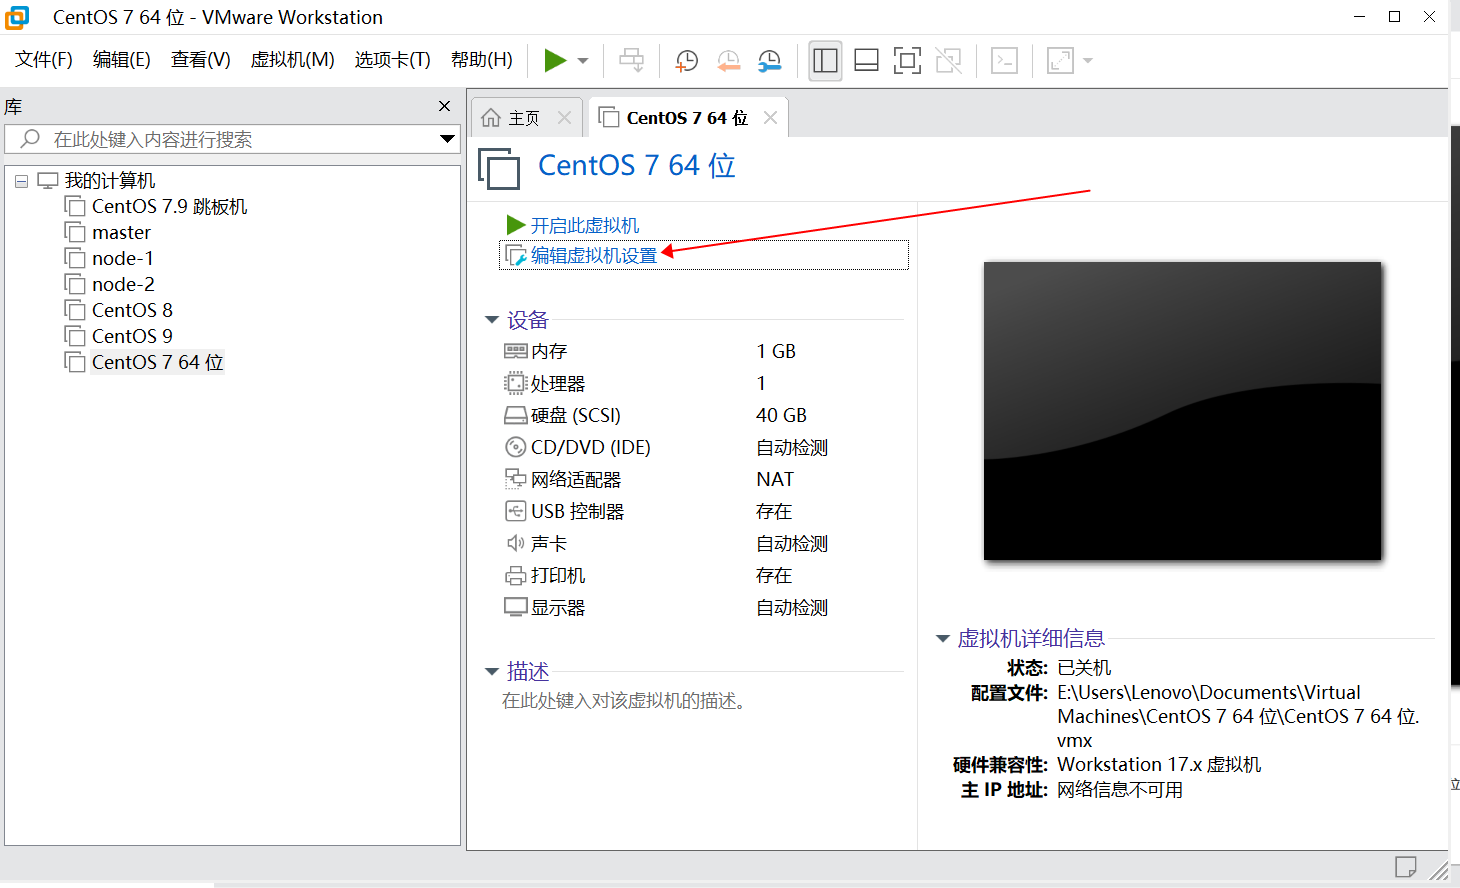 CentOS 7 64 位 - VMware Workstation
文件(F) 编辑(E) 查看(V) 虚拟机(M) 选项卡(T) 帮助(H)
库
在此处键入内容进行搜索
我的计算机
CentOS 7.9 跳板机
master
node-1
node-2
CentOS 8
CentOS 9
CentOS 7 64 位
主页
CentOS 7 64 位
CentOS 7 64 位
开启此虚拟机
编辑虚拟机设置
设备
内存 1 GB
处理器 1
硬盘 (SCSI) 40 GB
CD/DVD (IDE) 自动检测
网络适配器 NAT
USB 控制器 存在
声卡 自动检测
打印机 存在
显示器 自动检测
描述
在此处键入对该虚拟机的描述。
虚拟机详细信息
状态: 已关机
配置文件: E:\Users\Lenovo\Documents\Virtual
Machines\CentOS 7 64 位\CentOS 7 64 位.
vmx
硬件兼容性: Workstation 17.x 虚拟机
主 IP 地址: 网络信息不可用